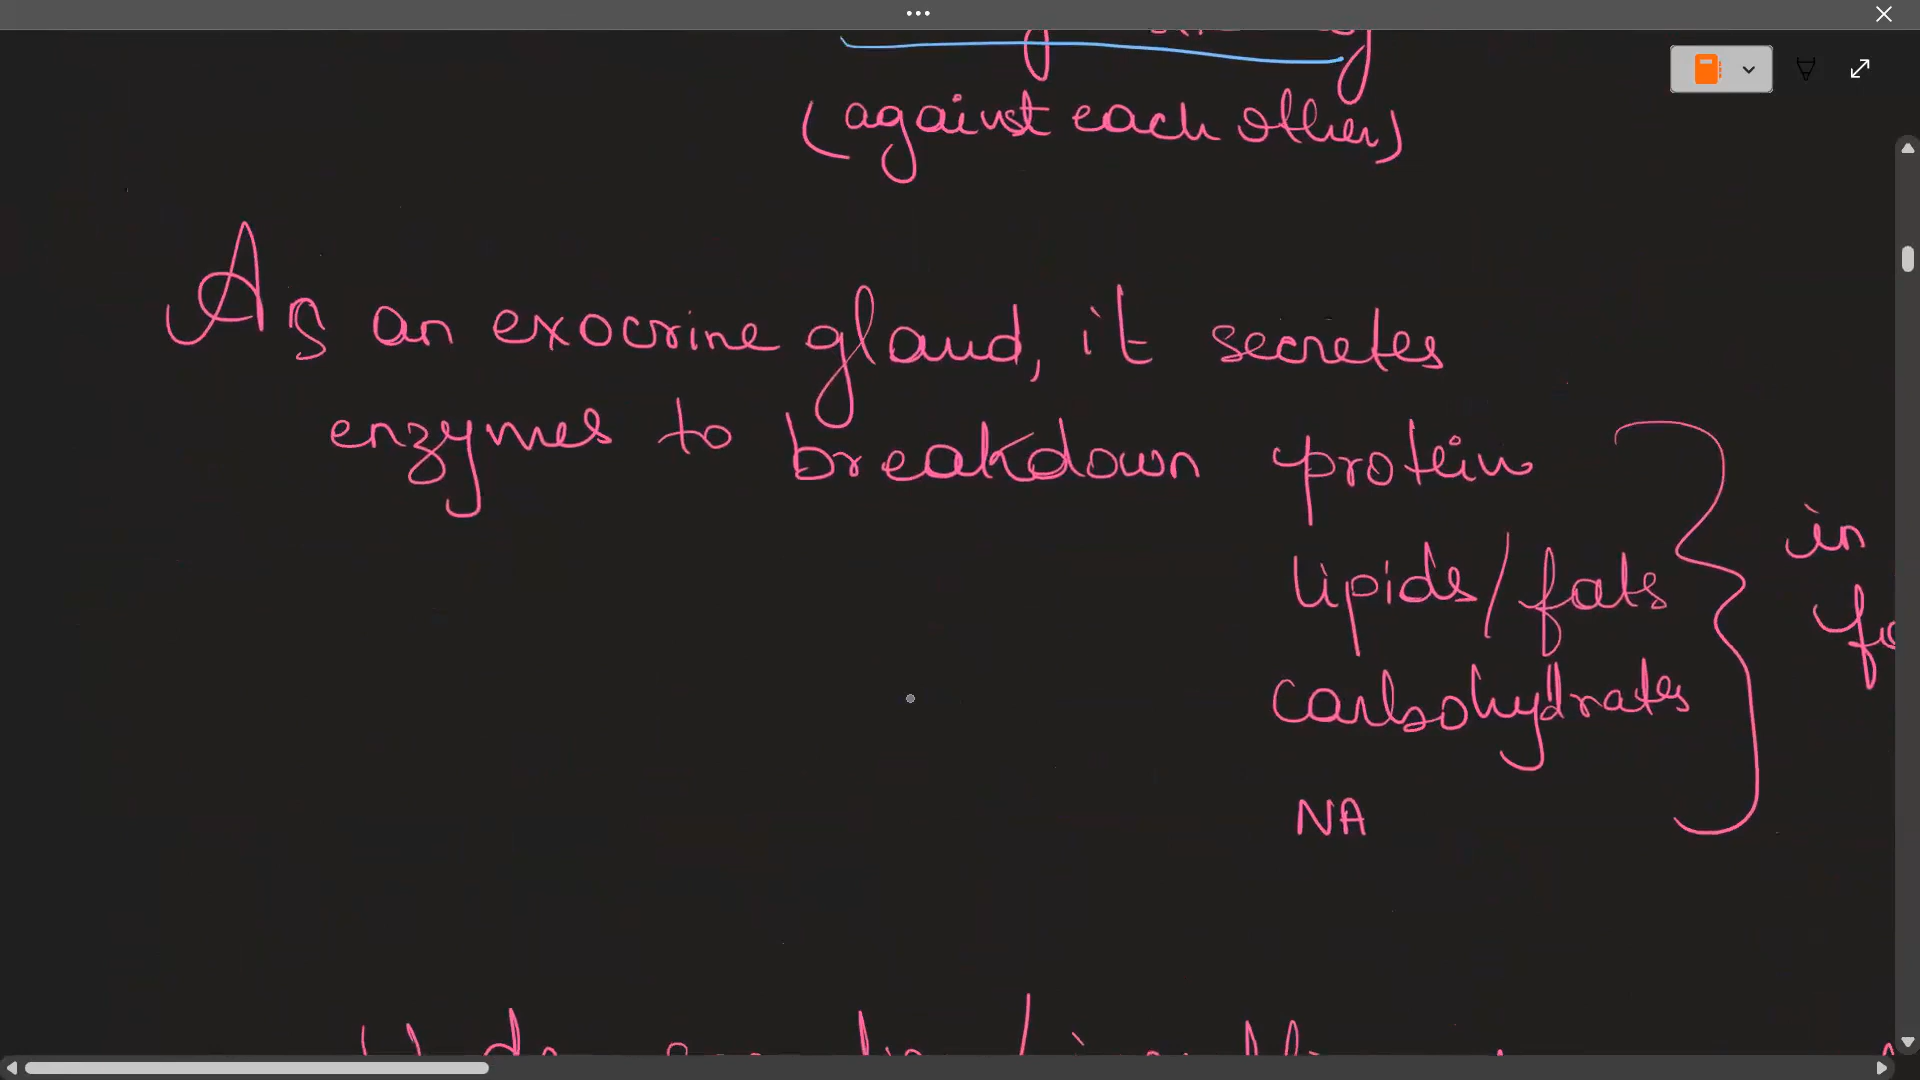 (against each other)
As an exocrine gland, it secretes
enzymes to breakdown protein
lipids/fats
carbohydrates
NA
in